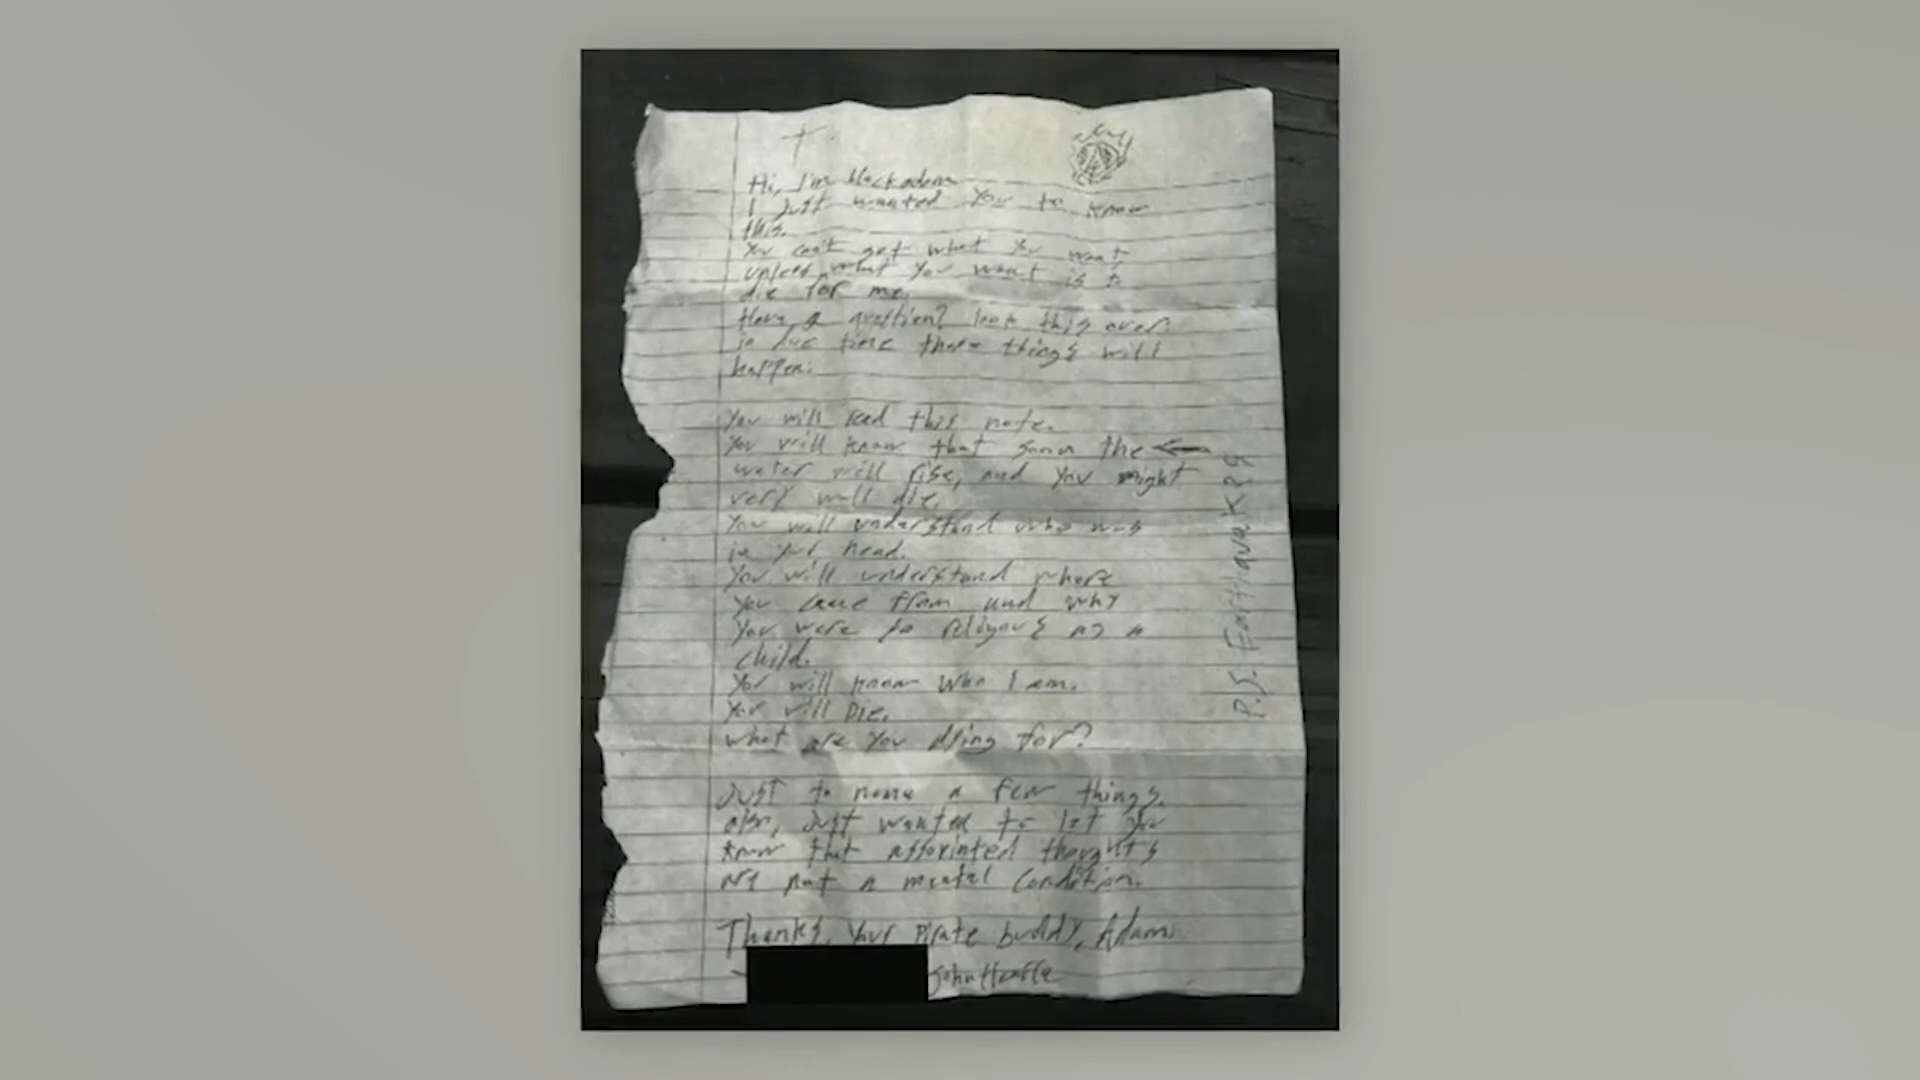 Hi, I'm blackadam
I Just wanted You to know
this.
You can't get what You want,
unless what You want is to
die for me.
Have a question? look this over.
in due time these things will
happen.
You will read this note.
You will know that soon the
water will rise, and you might
very well die.
You will understand who was
in your head.
You will understand where
you came from and why
You were so religous as a
child.
You will know who I am.
You will Die.
what are you dying for?
Just to name a few things.
also, Just wanted to let you
know that assorinted thoughts
are not a mental condition.
Thanks, Your pirate buddy, Adam.
P.S. Earthquakes